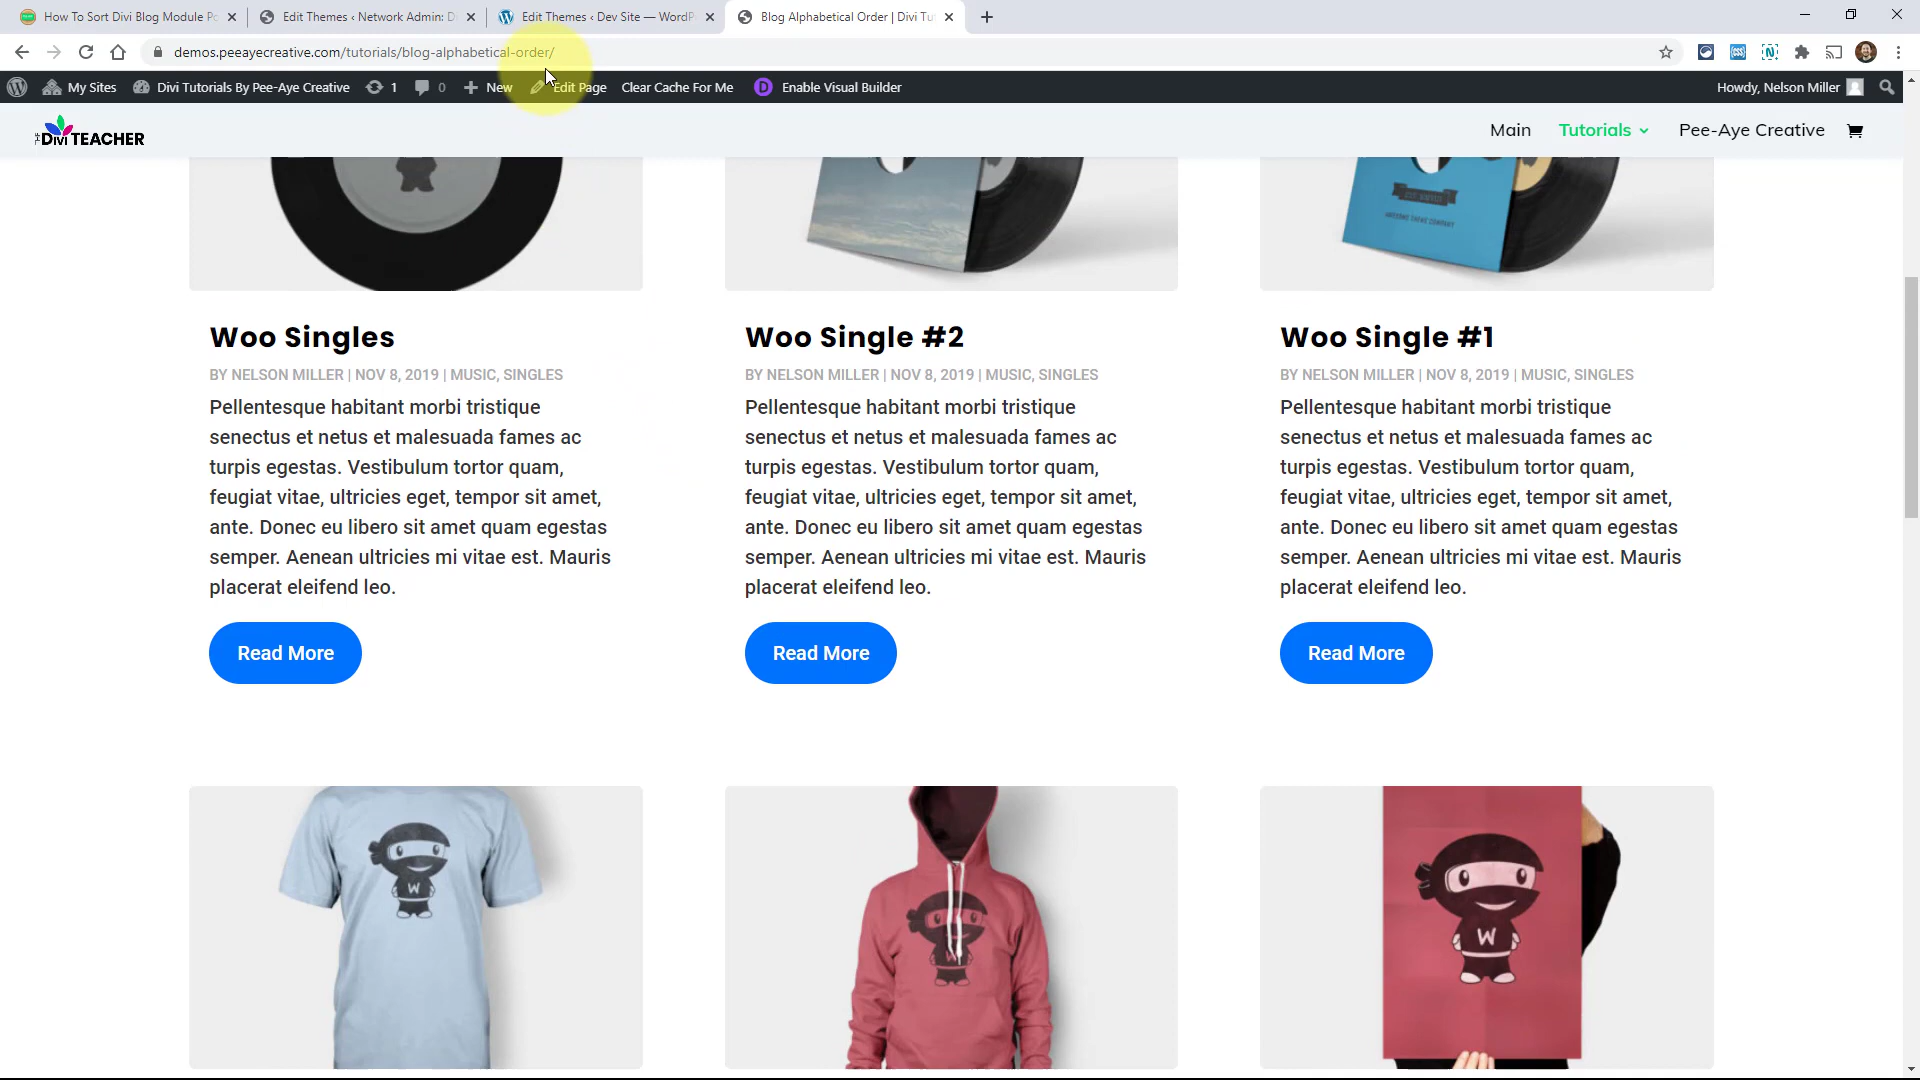 How To Sort Divi Blog Module Po
Edit Themes ‹ Network Admin: Di
Edit Themes ‹ Dev Site — WordPr
Blog Alphabetical Order | Divi Tut
demos.peeayecreative.com/tutorials/blog-alphabetical-order/
My Sites
Divi Tutorials By Pee-Aye Creative
1
0
New
Edit Page
Clear Cache For Me
D
Enable Visual Builder
Howdy, Nelson Miller
THE DIVI TEACHER
Main
Tutorials
Pee-Aye Creative
Woo Singles
BY NELSON MILLER | NOV 8, 2019 | MUSIC, SINGLES
Pellentesque habitant morbi tristique
senectus et netus et malesuada fames ac
turpis egestas. Vestibulum tortor quam,
feugiat vitae, ultricies eget, tempor sit amet,
ante. Donec eu libero sit amet quam egestas
semper. Aenean ultricies mi vitae est. Mauris
placerat eleifend leo.
Read More
Woo Single #2
BY NELSON MILLER | NOV 8, 2019 | MUSIC, SINGLES
Pellentesque habitant morbi tristique
senectus et netus et malesuada fames ac
turpis egestas. Vestibulum tortor quam,
feugiat vitae, ultricies eget, tempor sit amet,
ante. Donec eu libero sit amet quam egestas
semper. Aenean ultricies mi vitae est. Mauris
placerat eleifend leo.
Read More
Woo Single #1
BY NELSON MILLER | NOV 8, 2019 | MUSIC, SINGLES
Pellentesque habitant morbi tristique
senectus et netus et malesuada fames ac
turpis egestas. Vestibulum tortor quam,
feugiat vitae, ultricies eget, tempor sit amet,
ante. Donec eu libero sit amet quam egestas
semper. Aenean ultricies mi vitae est. Mauris
placerat eleifend leo.
Read More
W
W
W